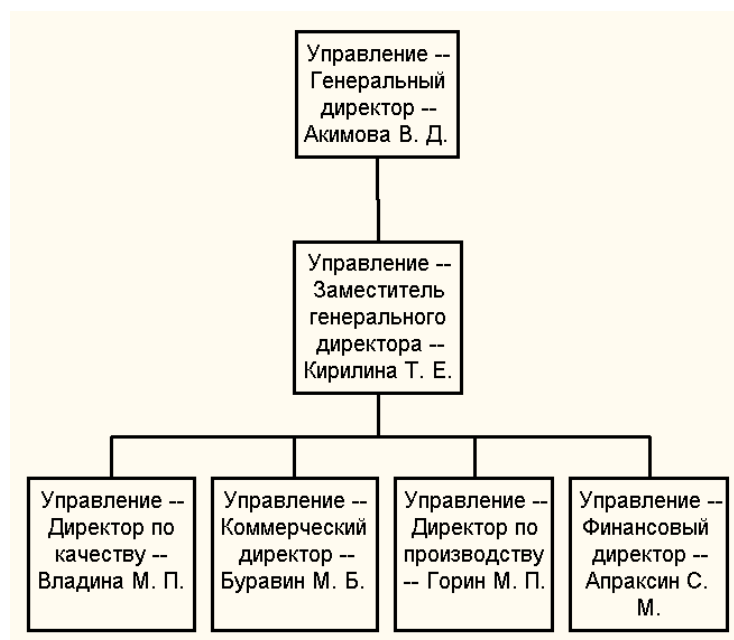 Управление --
Генеральный
директор --
Акимова В. Д.
Управление --
Заместитель
генерального
директора --
Кирилина Т. Е.
Управление --
Директор по
качеству --
Владина М. П.
Управление --
Коммерческий
директор --
Буравин М. Б.
Управление --
Директор по
производству
-- Горин М. П.
Управление --
Финансовый
директор --
Апраксин С.
М.